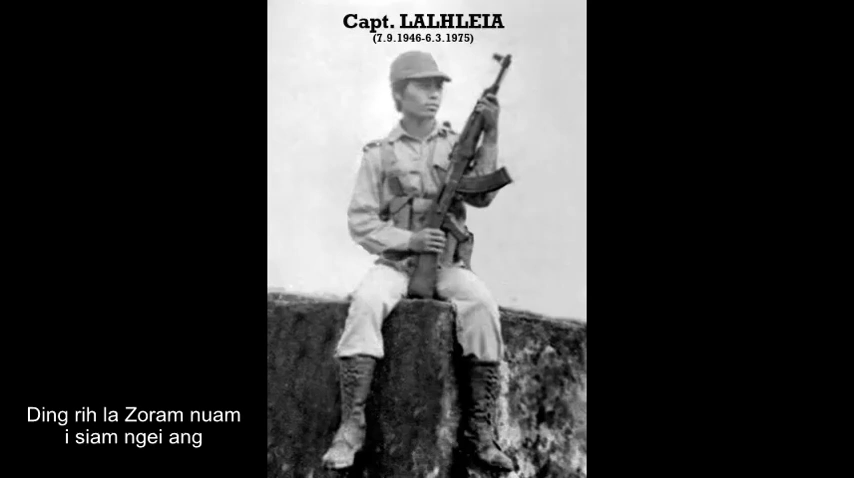 Capt. LALHLEIA
(7.9.1946-6.3.1975)
Ding rih la Zoram nuam
i siam ngei ang